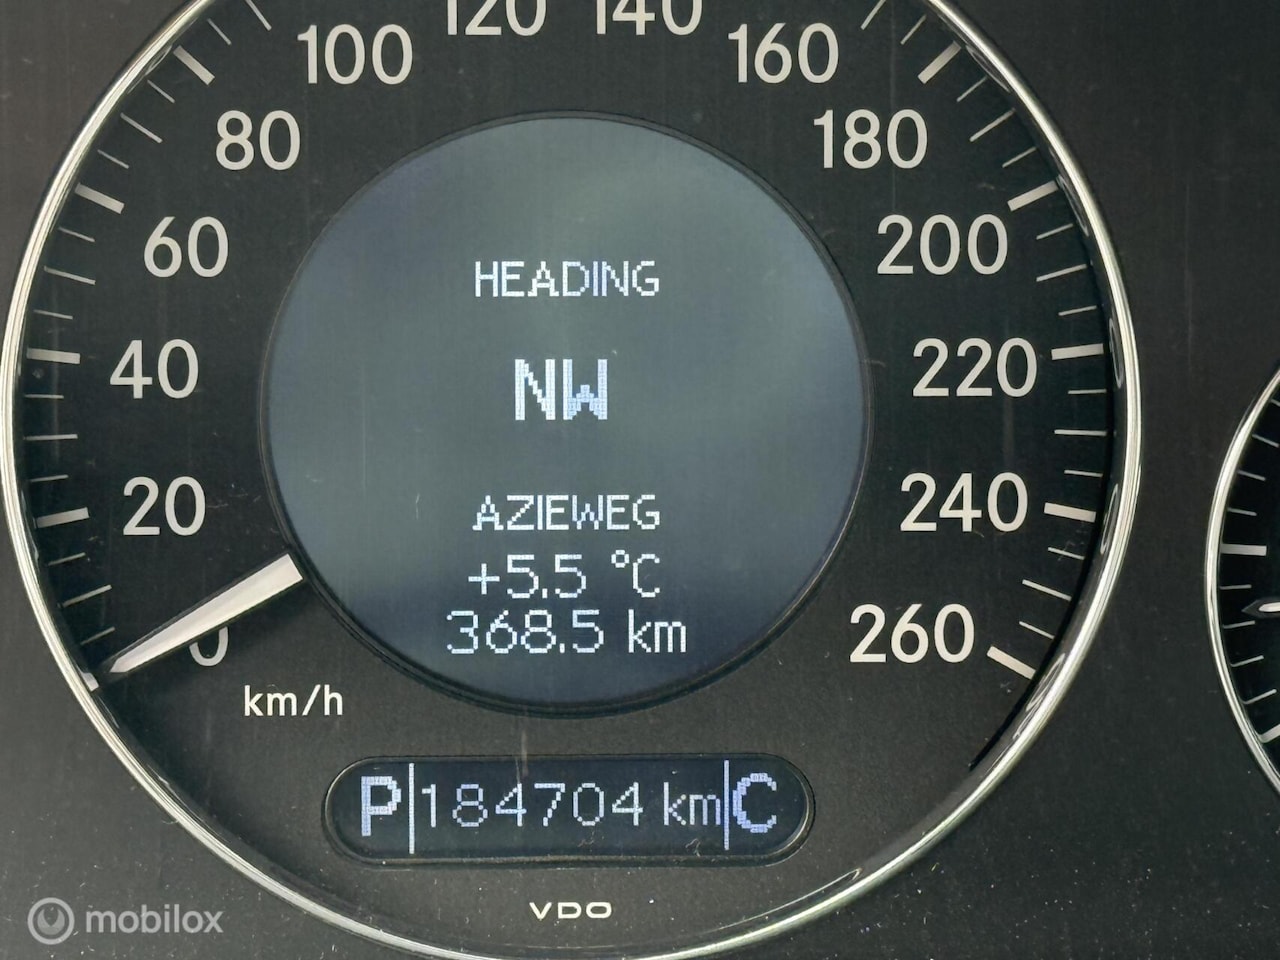 120 140
100 160
80 180
60 200
40 220
20 240
0 260
km/h
HEADING
NW
AZIEWEG
+5.5 °C
368.5 km
P 184704 km C
VDO
mobilox